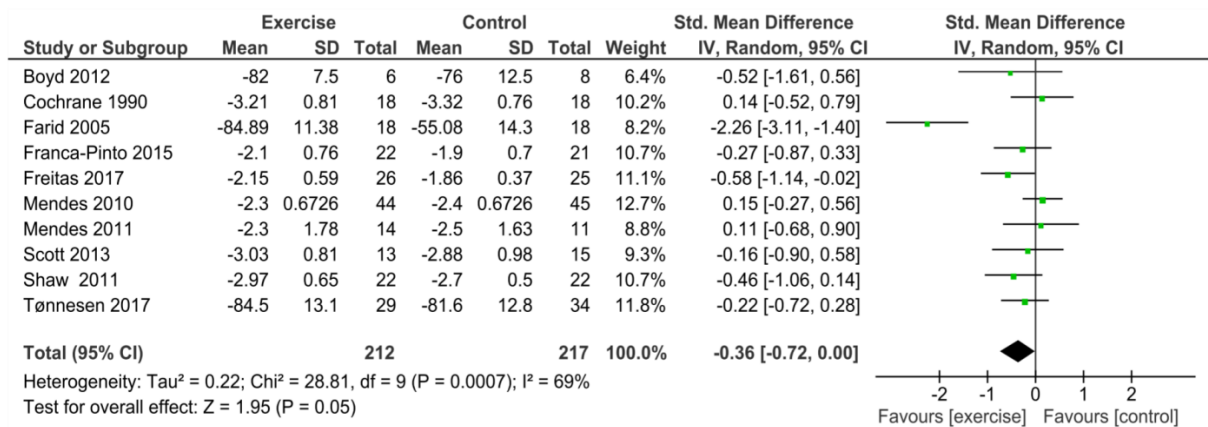 Exercise Control Std. Mean Difference Std. Mean Difference
Study or Subgroup Mean SD Total Mean SD Total Weight IV, Random, 95% CI IV, Random, 95% CI
Boyd 2012 -82 7.5 6 -76 12.5 8 6.4% -0.52 [-1.61, 0.56]
Cochrane 1990 -3.21 0.81 18 -3.32 0.76 18 10.2% 0.14 [-0.52, 0.79]
Farid 2005 -84.89 11.38 18 -55.08 14.3 18 8.2% -2.26 [-3.11, -1.40]
Franca-Pinto 2015 -2.1 0.76 22 -1.9 0.7 21 10.7% -0.27 [-0.87, 0.33]
Freitas 2017 -2.15 0.59 26 -1.86 0.37 25 11.1% -0.58 [-1.14, -0.02]
Mendes 2010 -2.3 0.6726 44 -2.4 0.6726 45 12.7% 0.15 [-0.27, 0.56]
Mendes 2011 -2.3 1.78 14 -2.5 1.63 11 8.8% 0.11 [-0.68, 0.90]
Scott 2013 -3.03 0.81 13 -2.88 0.98 15 9.3% -0.16 [-0.90, 0.58]
Shaw 2011 -2.97 0.65 22 -2.7 0.5 22 10.7% -0.46 [-1.06, 0.14]
Tønnesen 2017 -84.5 13.1 29 -81.6 12.8 34 11.8% -0.22 [-0.72, 0.28]
Total (95% CI) 212 217 100.0% -0.36 [-0.72, 0.00]
Heterogeneity: Tau² = 0.22; Chi² = 28.81, df = 9 (P = 0.0007); I² = 69%
Test for overall effect: Z = 1.95 (P = 0.05)
-2 -1 0 1 2
Favours [exercise] Favours [control]